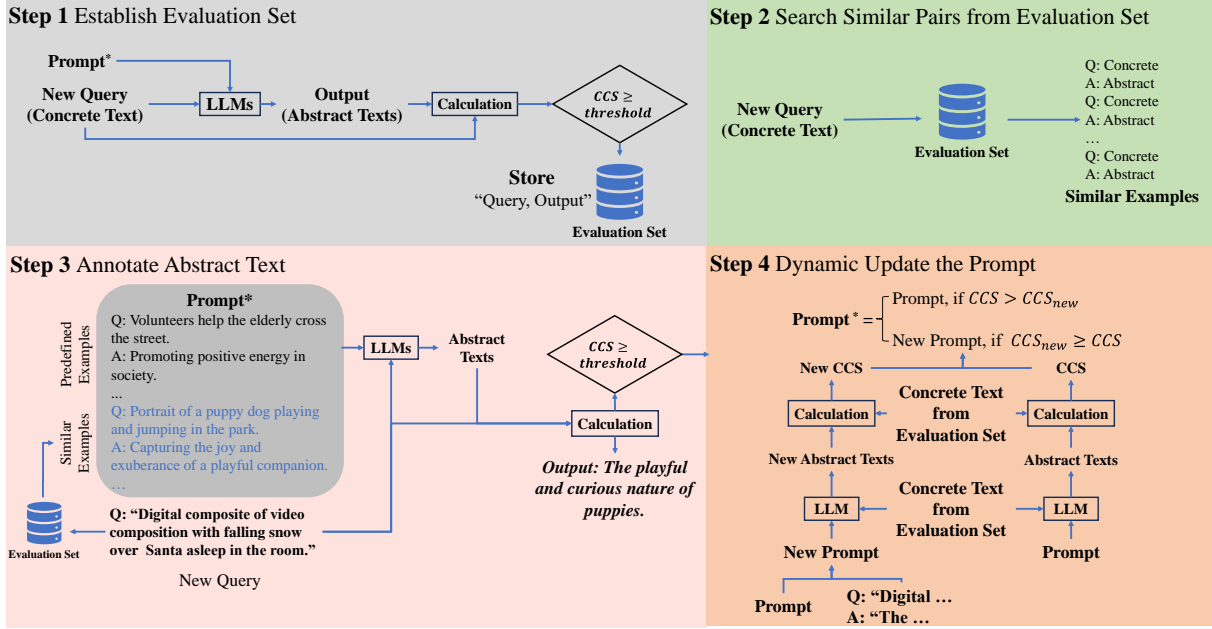 Step 1 Establish Evaluation Set
Prompt*
New Query
(Concrete Text)
LLMs
Output
(Abstract Texts)
Calculation
CCS ≥
threshold
Store
“Query, Output”
Evaluation Set
Step 2 Search Similar Pairs from Evaluation Set
New Query
(Concrete Text)
Evaluation Set
Q: Concrete
A: Abstract
Q: Concrete
A: Abstract
…
Q: Concrete
A: Abstract
Similar Examples
Step 3 Annotate Abstract Text
Predefined
Examples
Similar
Examples
Prompt*
Q: Volunteers help the elderly cross
the street.
A: Promoting positive energy in
society.
...
Q: Portrait of a puppy dog playing
and jumping in the park.
A: Capturing the joy and
exuberance of a playful companion.
…
Evaluation Set
Q: “Digital composite of video
composition with falling snow
over Santa asleep in the room.”
New Query
LLMs
Abstract
Texts
CCS ≥
threshold
Calculation
Output: The playful
and curious nature of
puppies.
Step 4 Dynamic Update the Prompt
Prompt * =
Prompt, if CCS > CCSnew
New Prompt, if CCSnew ≥ CCS
New CCS
CCS
Calculation
Concrete Text
from
Evaluation Set
Calculation
New Abstract Texts
Abstract Texts
LLM
Concrete Text
from
Evaluation Set
LLM
New Prompt
Prompt
Prompt
Q: “Digital …
A: “The …